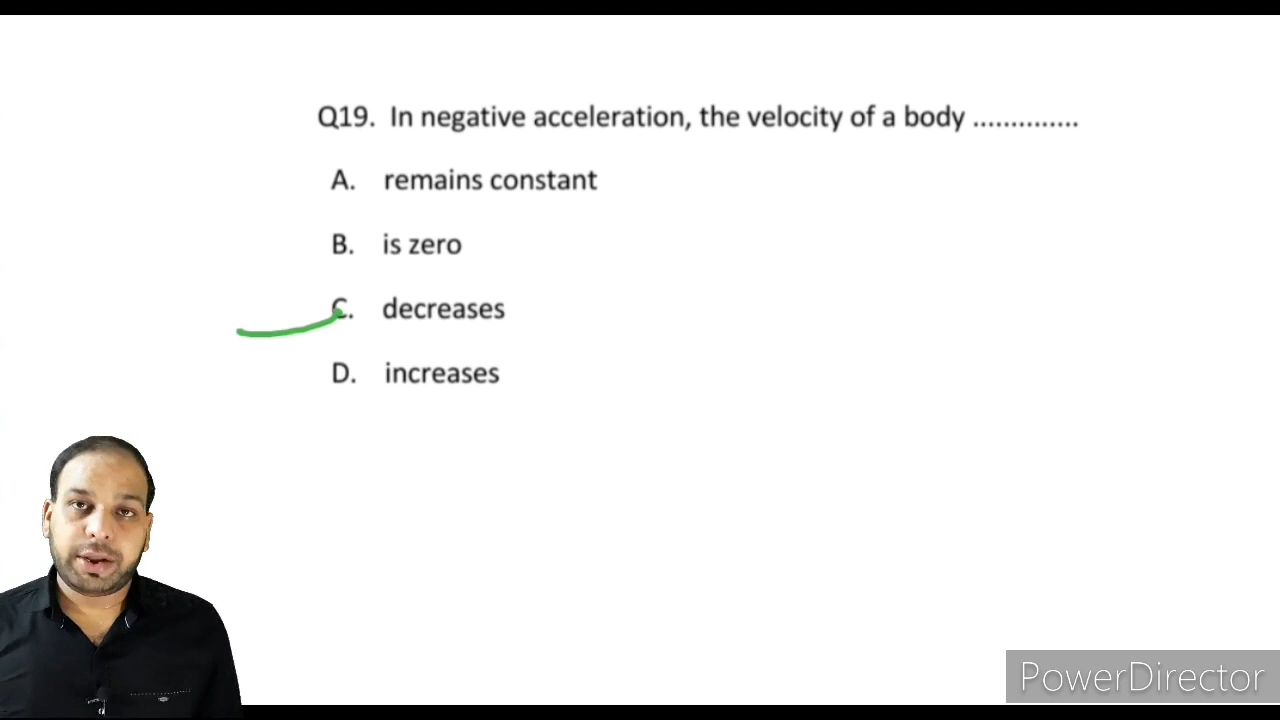 Q19. In negative acceleration, the velocity of a body ..............
A. remains constant
B. is zero
C. decreases
D. increases
PowerDirector